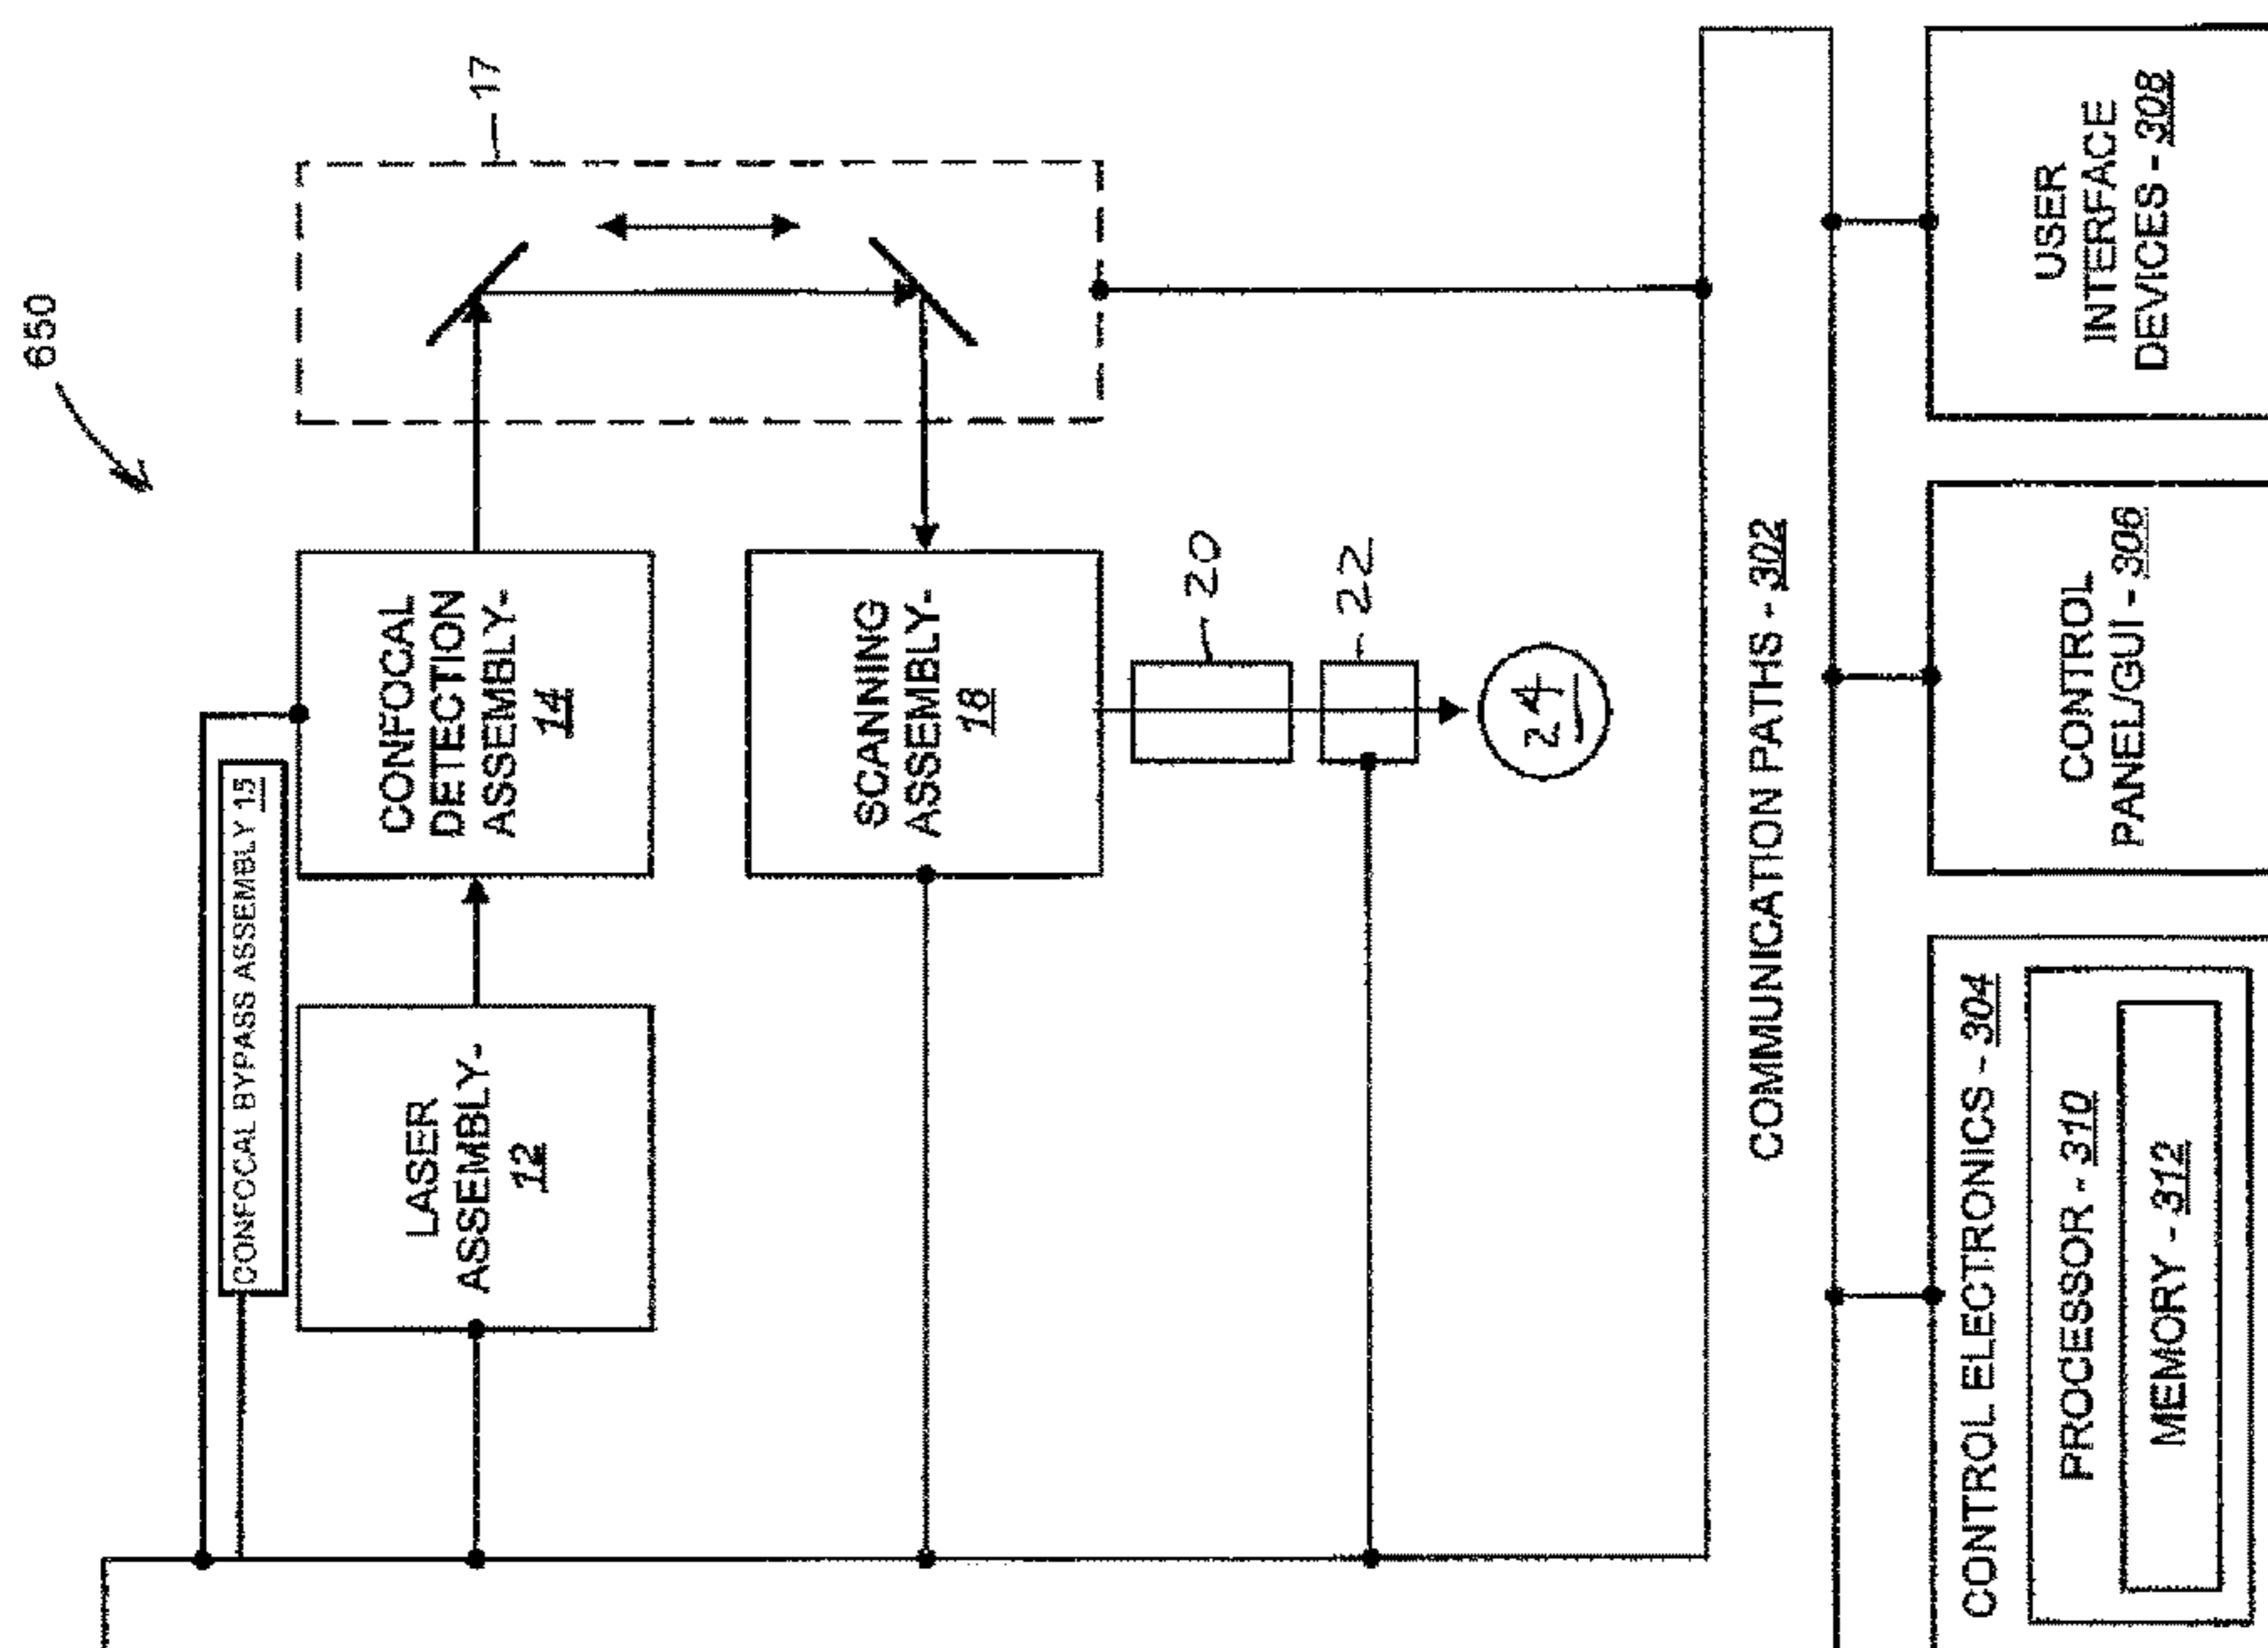 650
17
CONFOCAL BYPASS ASSEMBLY 15
LASER
ASSEMBLY-
12
CONFOCAL
DETECTION
ASSEMBLY-
14
SCANNING
ASSEMBLY-
18
20
22
24
COMMUNICATION PATHS - 302
CONTROL ELECTRONICS - 304
PROCESSOR - 310
MEMORY - 312
CONTROL
PANEL/GUI - 306
USER
INTERFACE
DEVICES - 308